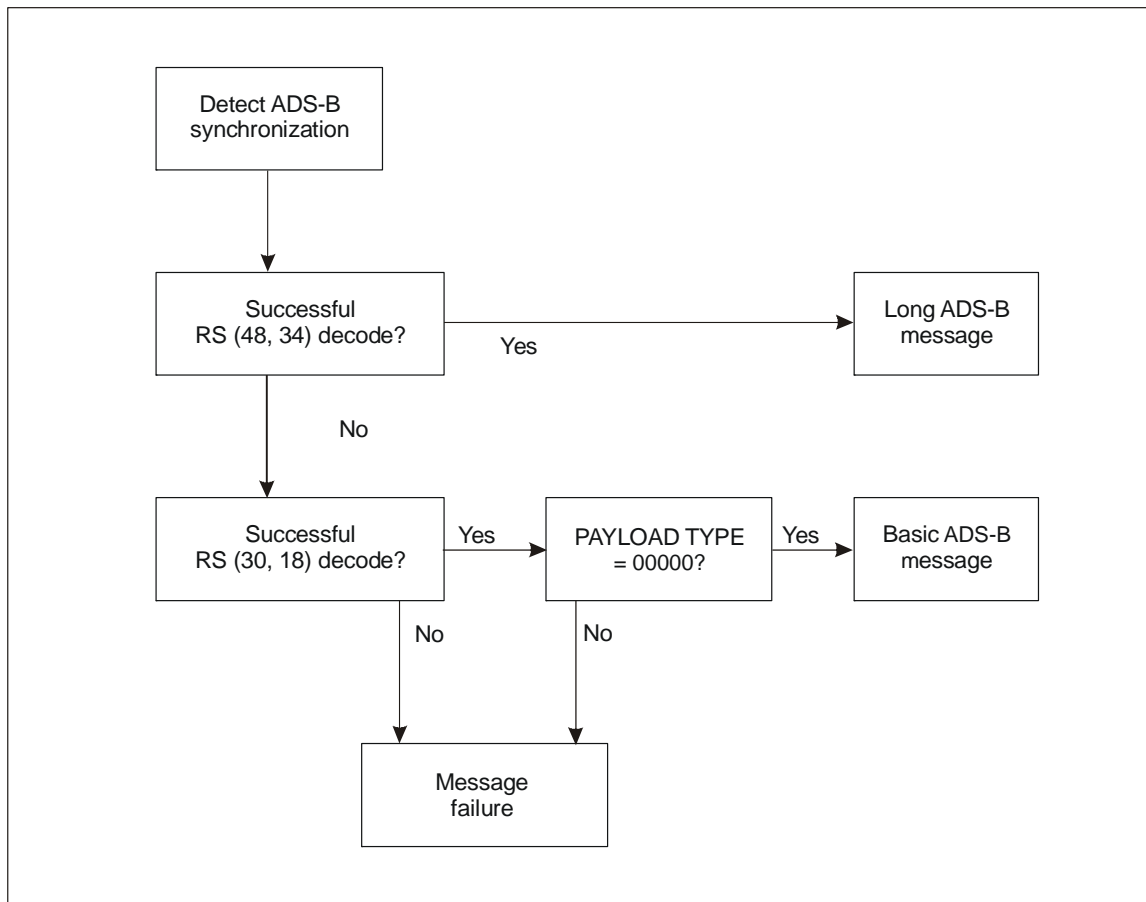 Detect ADS-B
synchronization
Successful
RS (48, 34) decode?
Yes
Long ADS-B
message
No
Successful
RS (30, 18) decode?
Yes
PAYLOAD TYPE
= 00000?
Yes
Basic ADS-B
message
No
No
Message
failure